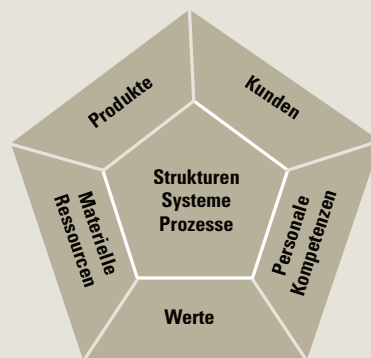 Produkte
Kunden
Strukturen
Systeme
Prozesse
Materielle
Ressourcen
Personale
Kompetenzen
Werte